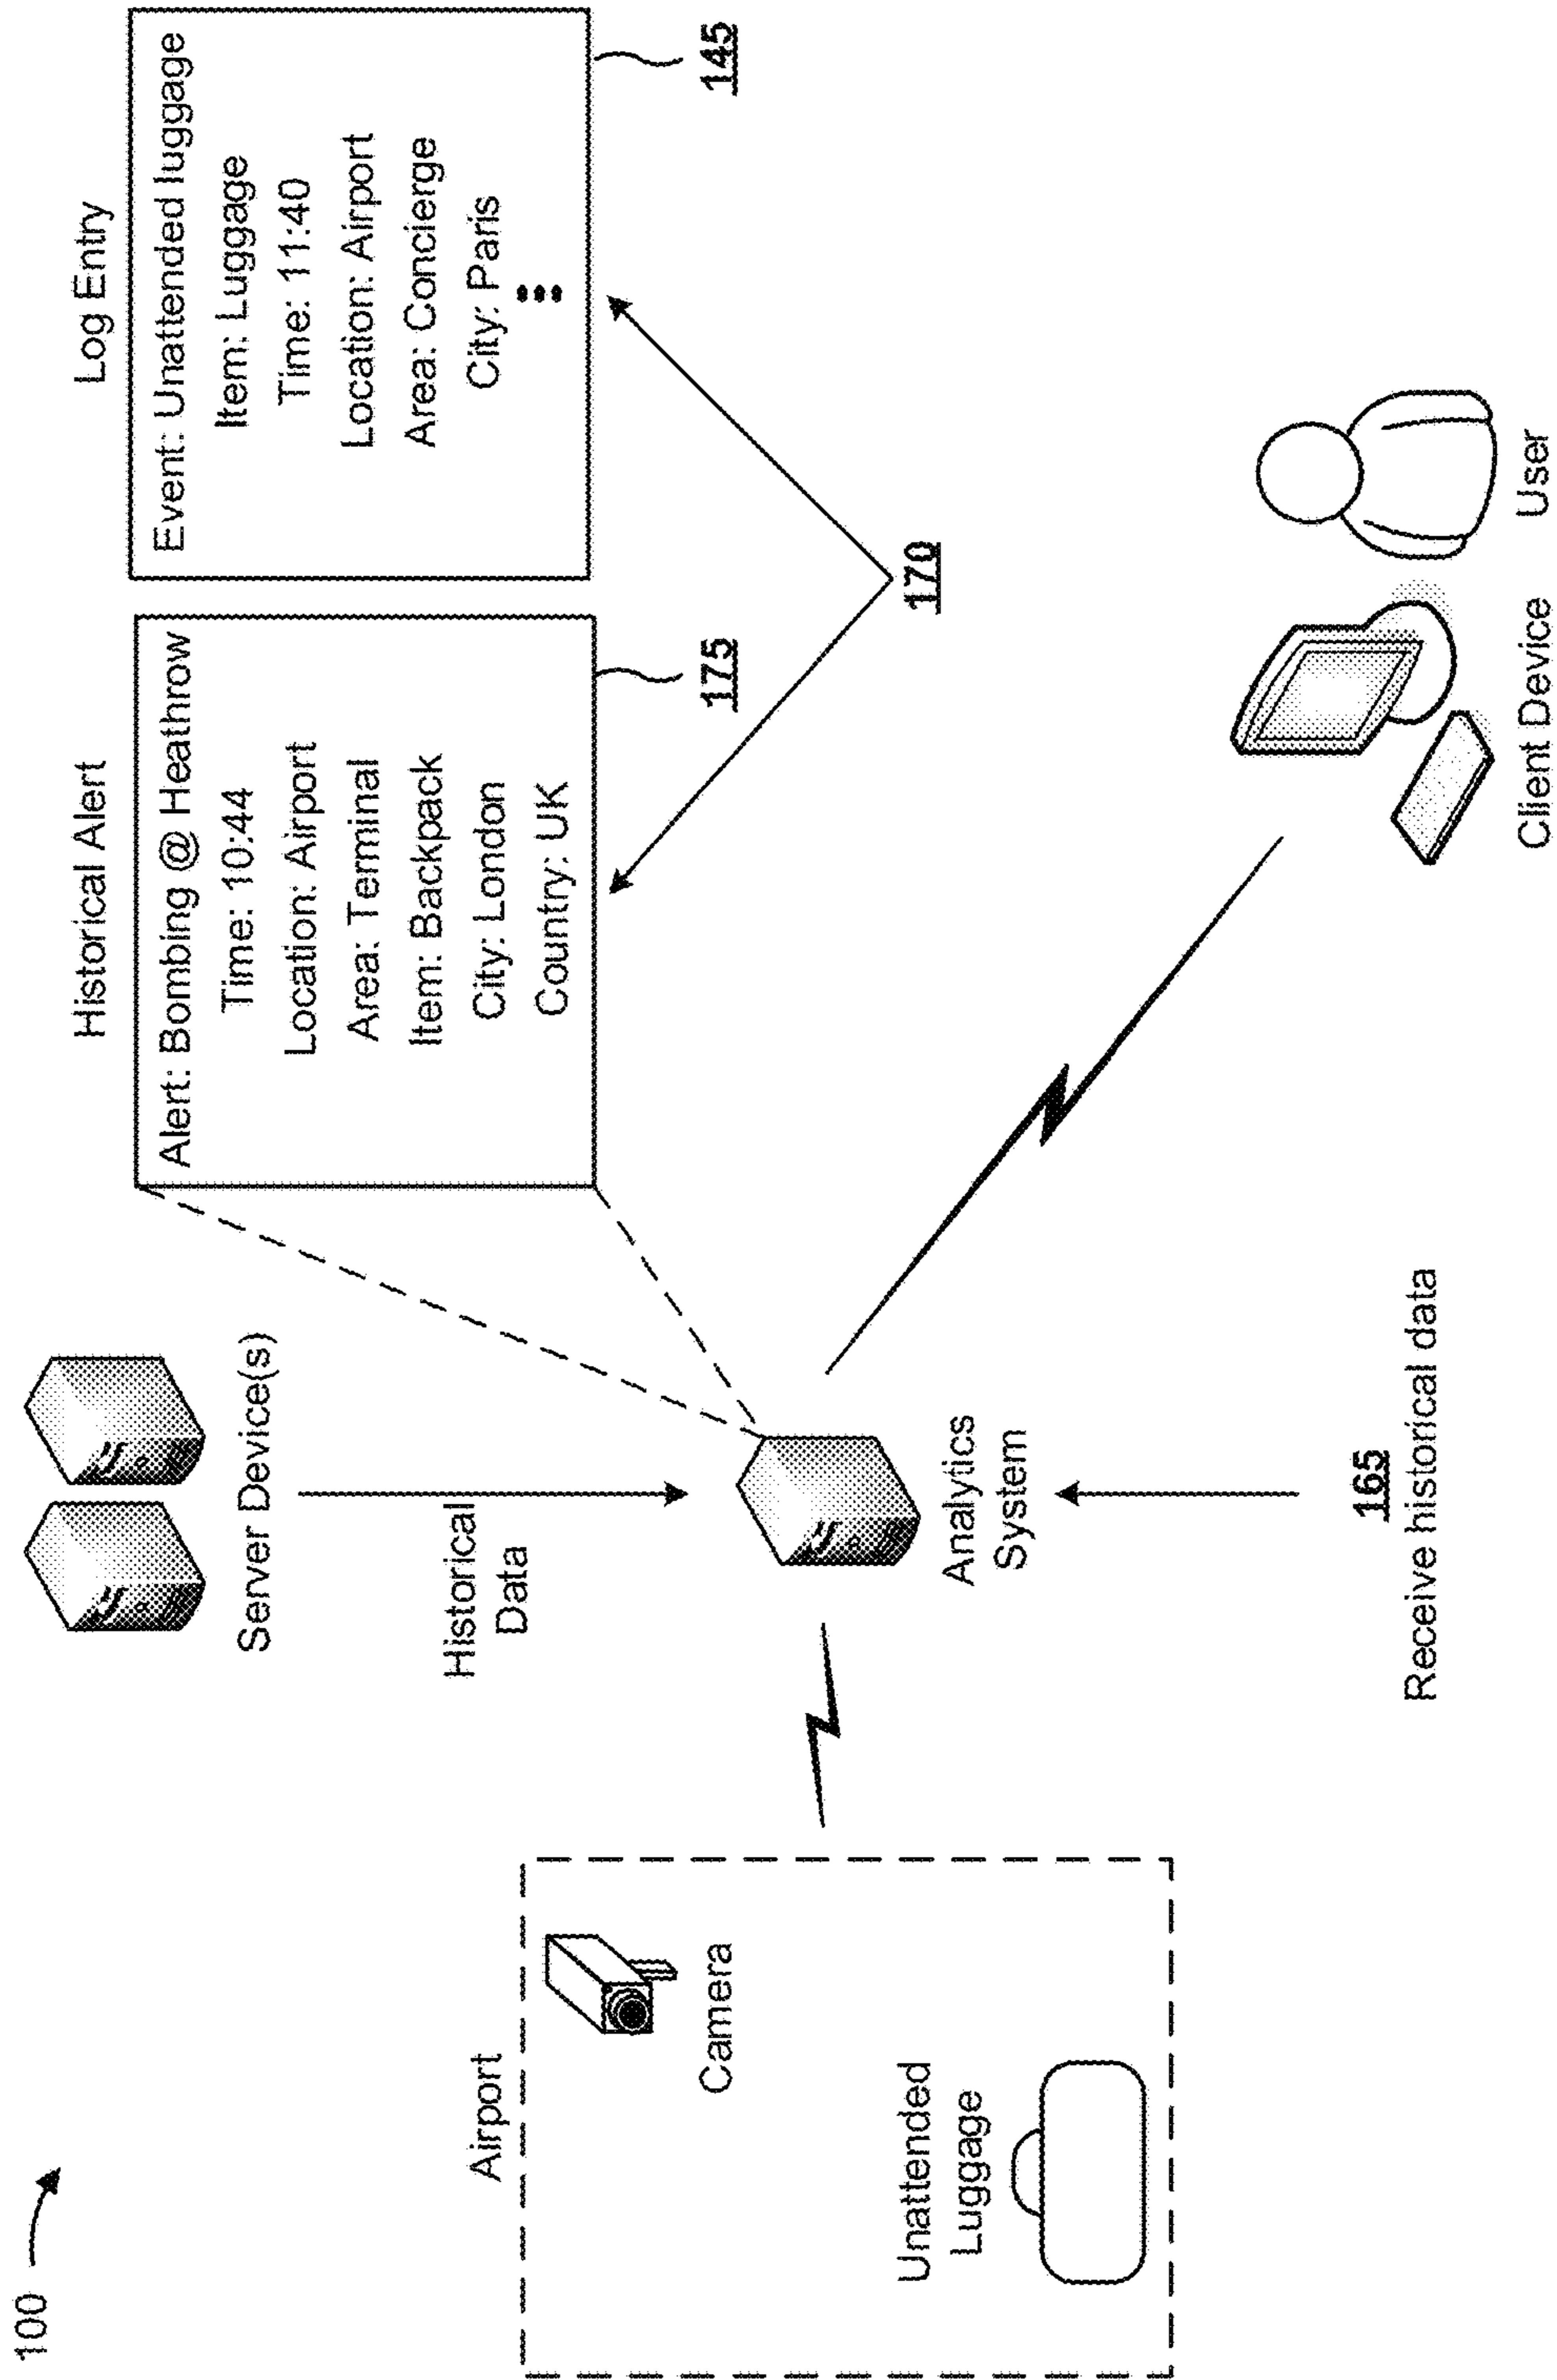 100
Airport
Camera
Unattended
Luggage
Server Device(s)
Historical
Data
Analytics
System
165
Receive historical data
Historical Alert
Alert: Bombing @ Heathrow
Time: 10:44
Location: Airport
Area: Terminal
Item: Backpack
City: London
Country: UK
175
Log Entry
Event: Unattended luggage
Item: Luggage
Time: 11:40
Location: Airport
Area: Concierge
City: Paris
145
170
Client Device
User